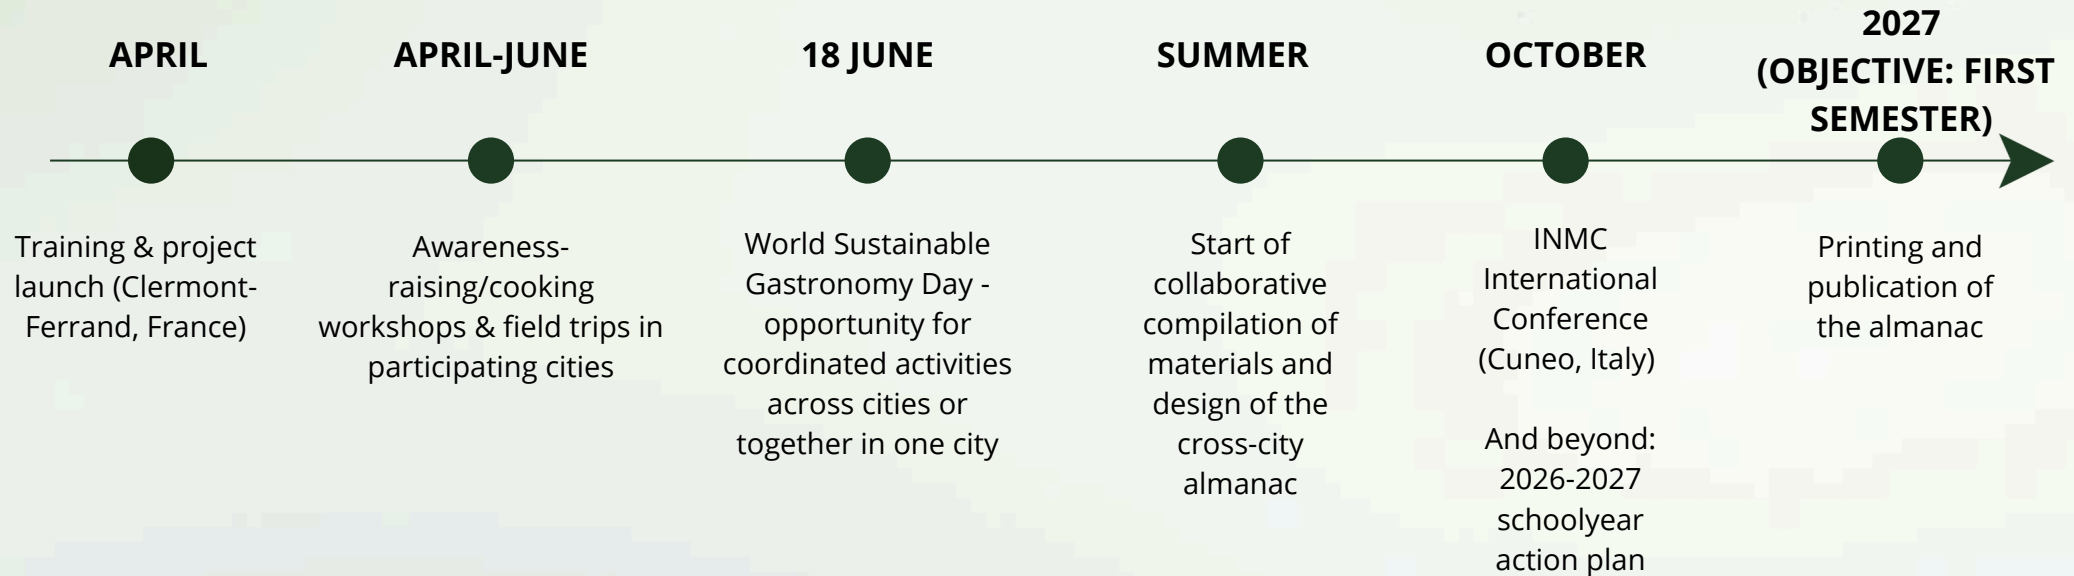 APRIL
Training & project
launch (Clermont-
Ferrand, France)
APRIL-JUNE
Awareness-
raising/cooking
workshops & field trips in
participating cities
18 JUNE
World Sustainable
Gastronomy Day -
opportunity for
coordinated activities
across cities or
together in one city
SUMMER
Start of
collaborative
compilation of
materials and
design of the
cross-city
almanac
OCTOBER
INMC
International
Conference
(Cuneo, Italy)
And beyond:
2026-2027
schoolyear
action plan
2027
(OBJECTIVE: FIRST
SEMESTER)
Printing and
publication of
the almanac